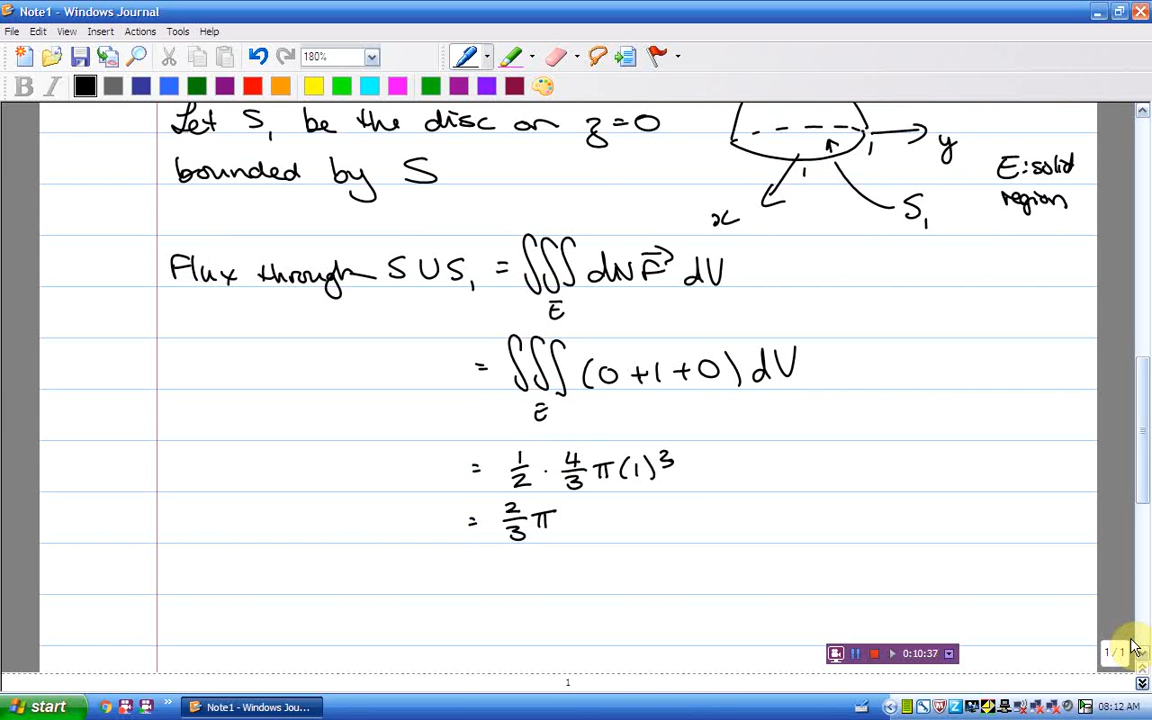 Note1 - Windows Journal
File Edit View Insert Actions Tools Help
180%
B I
Let S₁ be the disc on z=0
bounded by S
y
1
1
x
S₁
E: solid
region
Flux through S ∪ S₁ = ∭_E div F⃗ dV
= ∭_E (0+1+0) dV
= 1/2 · 4/3 π(1)³
= 2/3 π
0:10:37
1 / 1
1
start
Note1 - Windows Jou...
08:12 AM